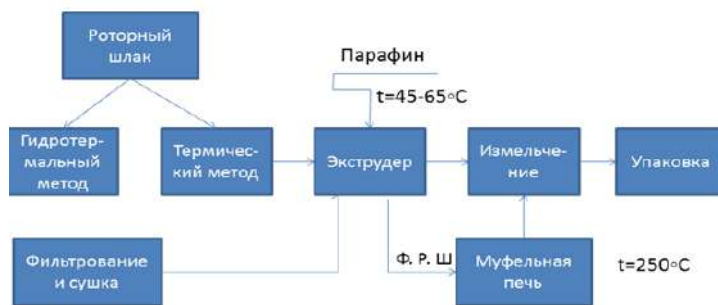 Роторный
шлак
Парафин
t=45-65°C
Гидротер-
мальный
метод
Термичес-
кий метод
Экструдер
Измельче-
ние
Упаковка
Фильтрование
и сушка
Ф. Р. Ш
Муфельная
печь
t=250°C